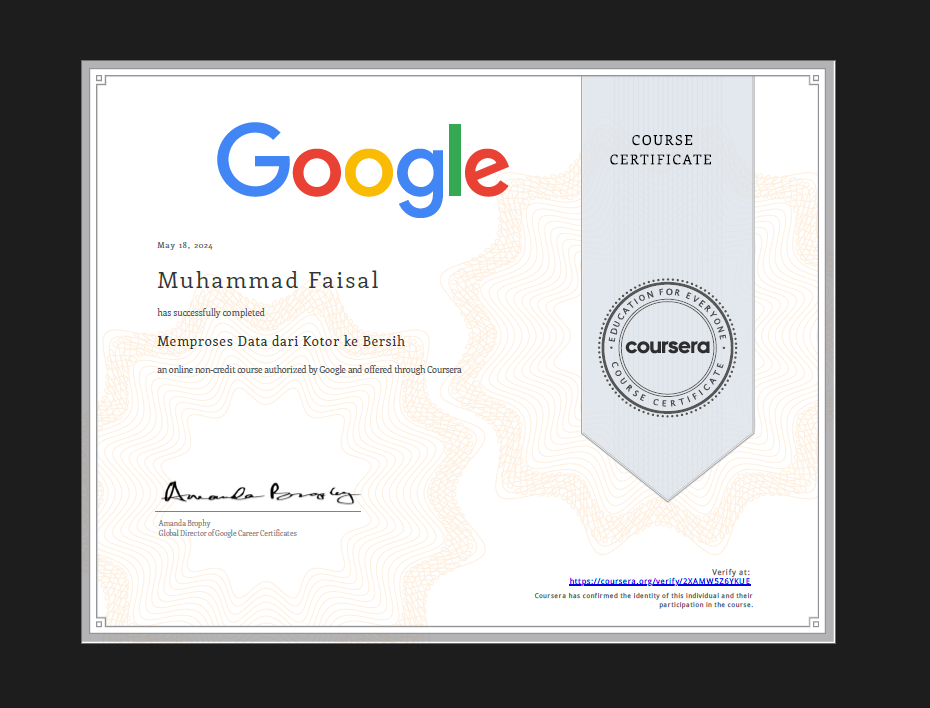 Google
COURSE
CERTIFICATE
May 18, 2024
Muhammad Faisal
has successfully completed
Memproses Data dari Kotor ke Bersih
an online non-credit course authorized by Google and offered through Coursera
EDUCATION FOR EVERYONE
coursera
COURSE CERTIFICATE
Amanda Brophy
Amanda Brophy
Global Director of Google Career Certificates
Verify at:
https://coursera.org/verify/2XAMW5Z6YKUE
Coursera has confirmed the identity of this individual and their
participation in the course.